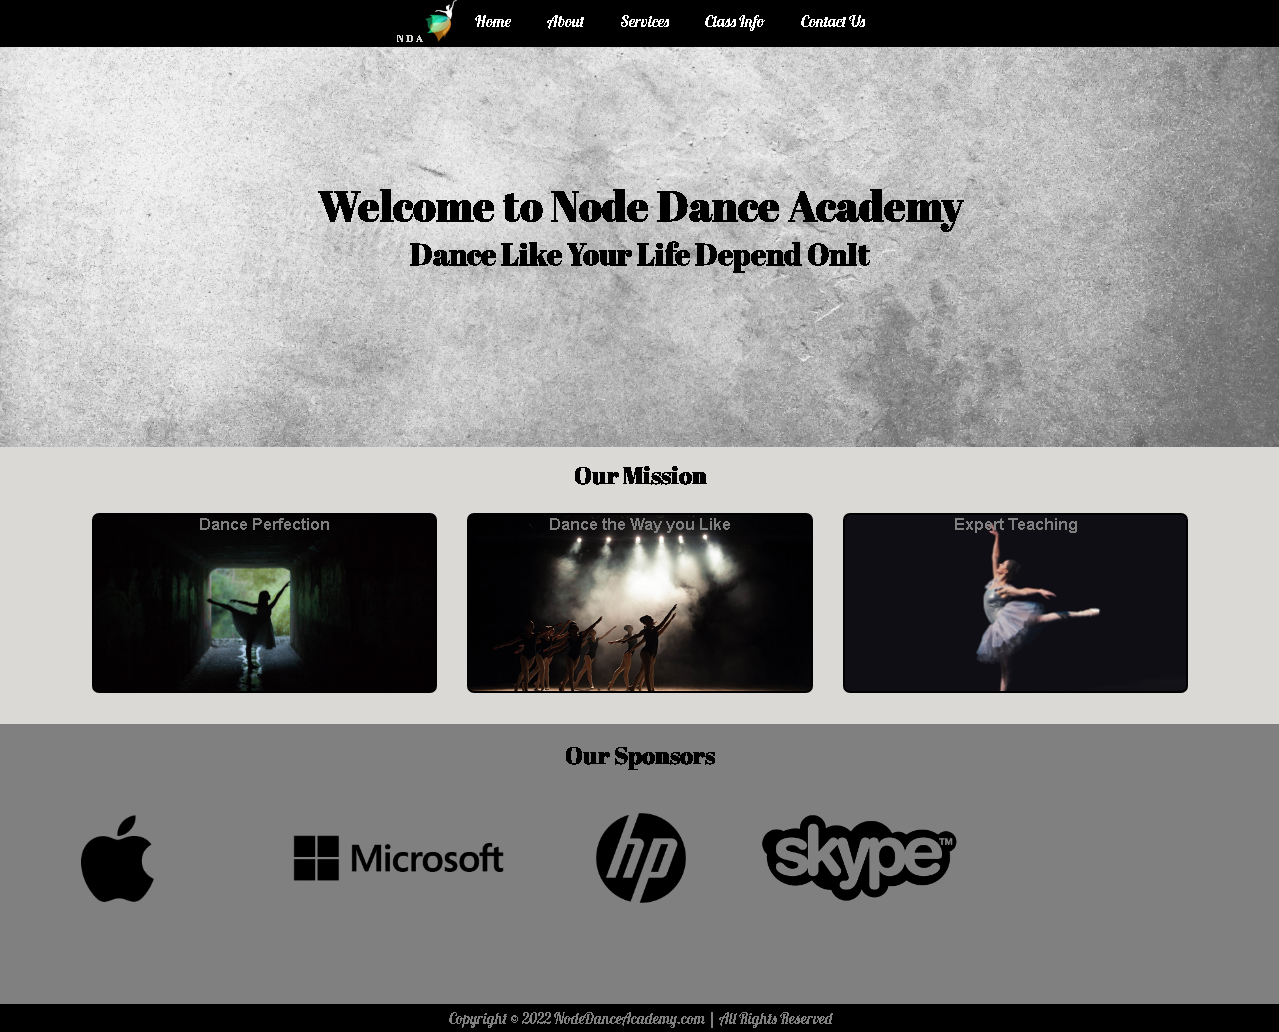 NDA
Home About Services Class Info Contact Us
Welcome to Node Dance Academy
Dance Like Your Life Depend OnIt
Our Mission
Dance Perfection
Dance the Way you Like
Expert Teaching
Our Sponsors
Microsoft
hp
skype™
Copyright © 2022 NodeDanceAcademy.com | All Rights Reserved